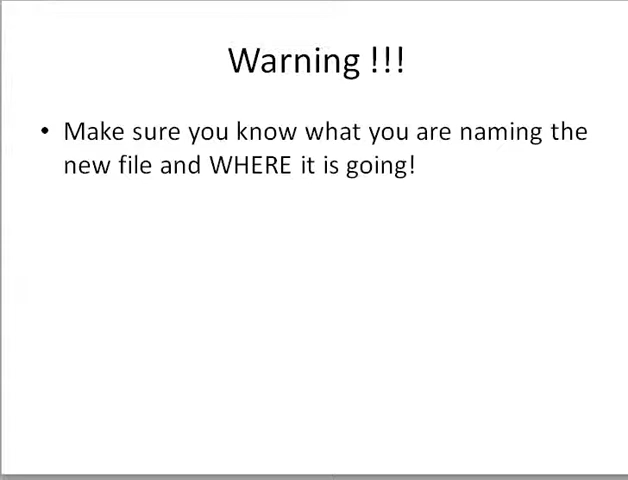 Warning !!!
• Make sure you know what you are naming the
new file and WHERE it is going!